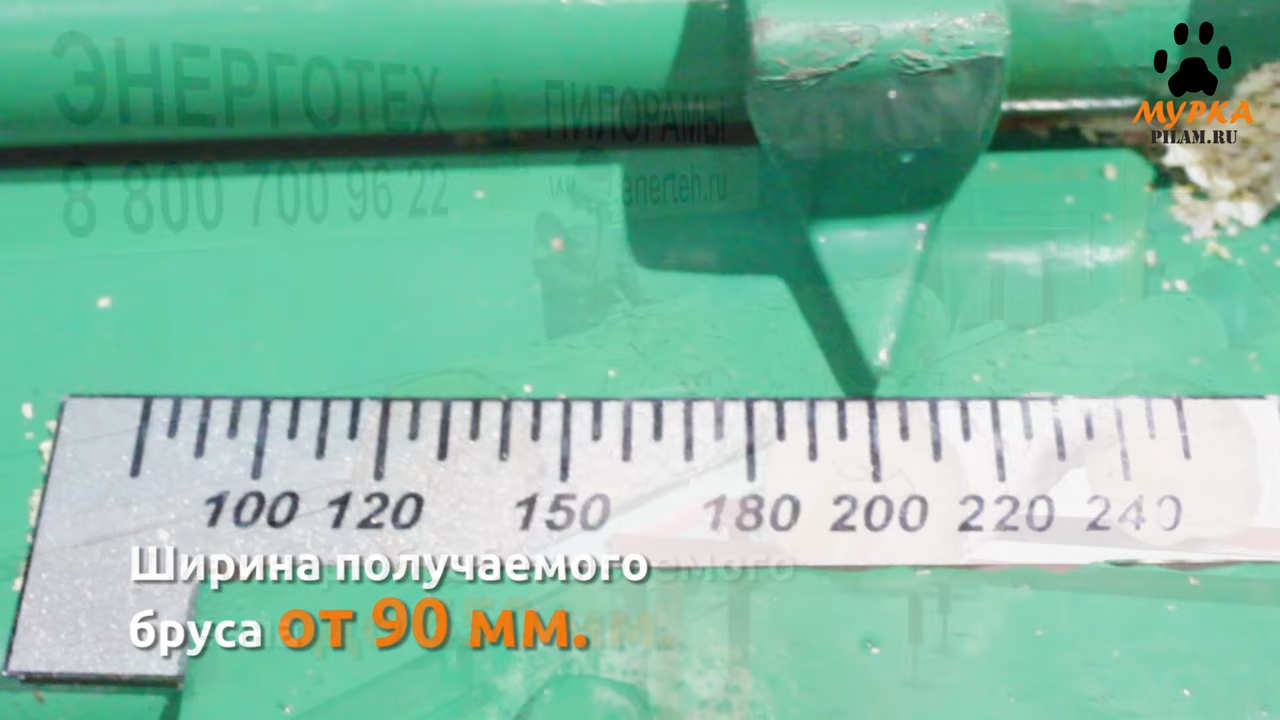 МУРКА
PILAM.RU
ЭНЕРГОТЕХ
ПИЛОРАМЫ
8 800 700 96 22
enerteh.ru
100 120 150 180 200 220 240
Ширина получаемого
бруса от 90 мм.